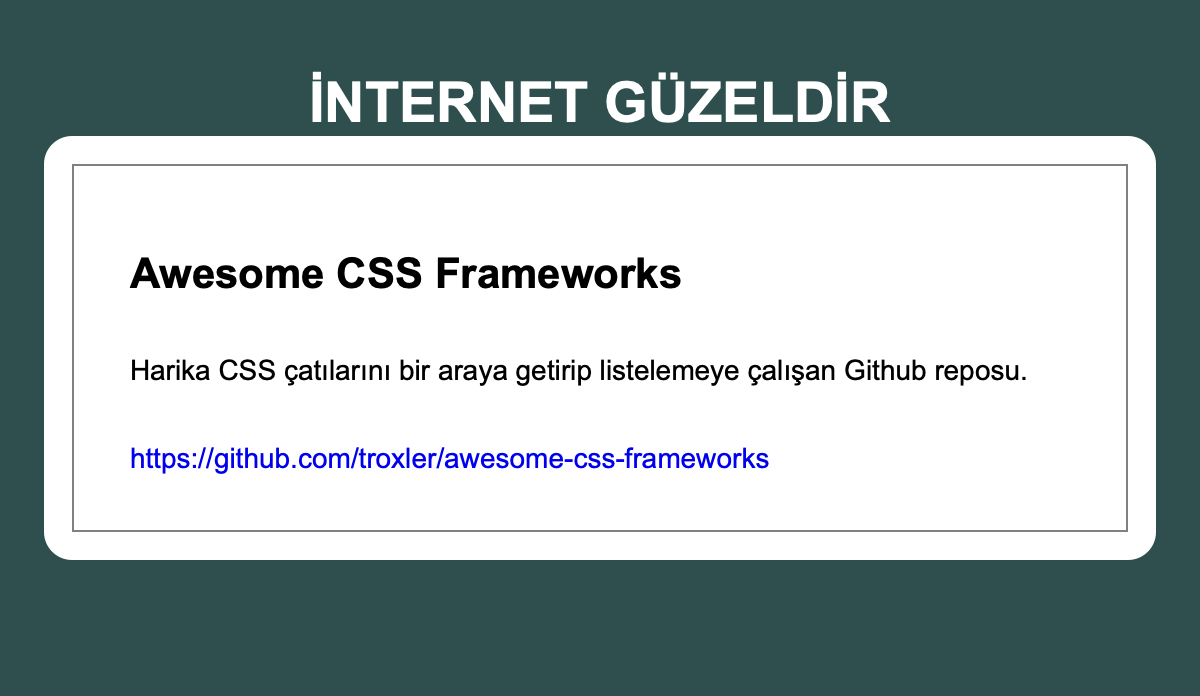 İNTERNET GÜZELDİR
Awesome CSS Frameworks
Harika CSS çatılarını bir araya getirip listelemeye çalışan Github reposu.
https://github.com/troxler/awesome-css-frameworks